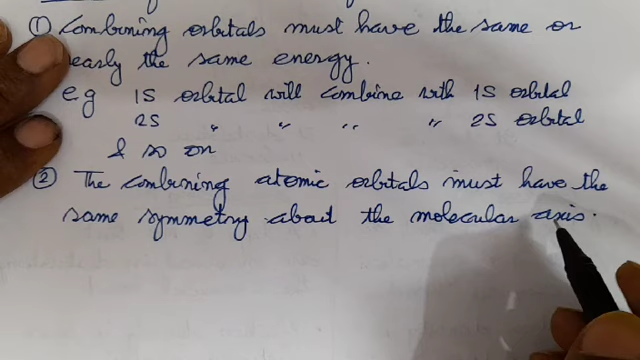 ① Combining orbitals must have the same or
nearly the same energy.
e.g 1S orbital will combine with 1S orbital
2S " " " " 2S orbital
& so on
② The combining atomic orbitals must have the
same symmetry about the molecular axis.